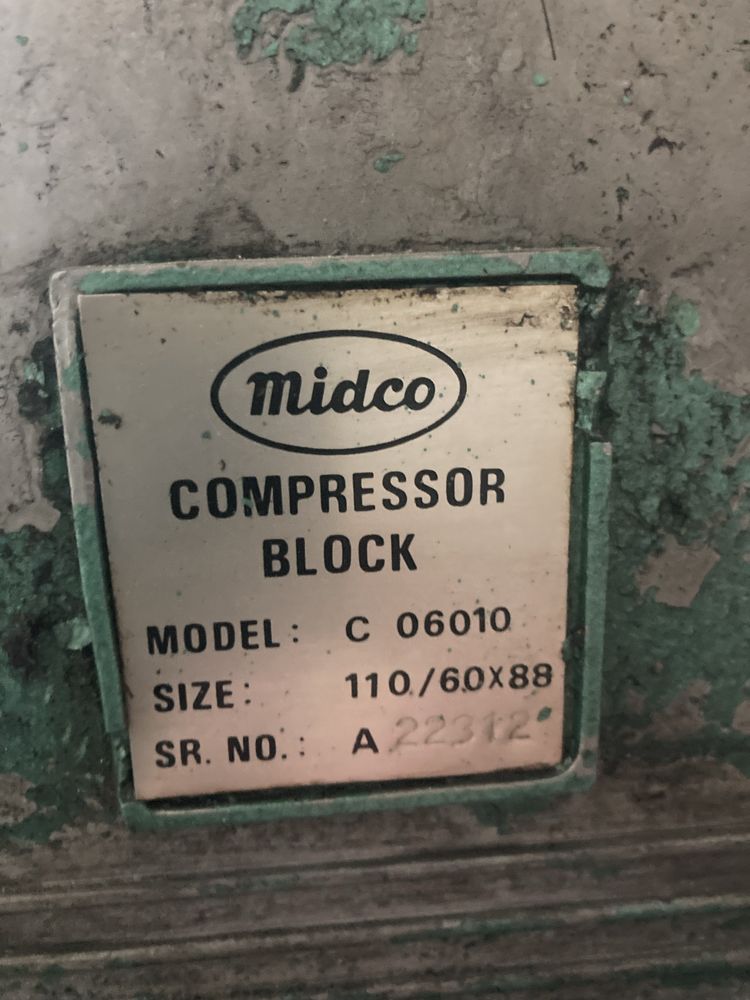 midco
COMPRESSOR
BLOCK
MODEL: C 06010
SIZE: 110/60X88
SR. NO.: A 22312